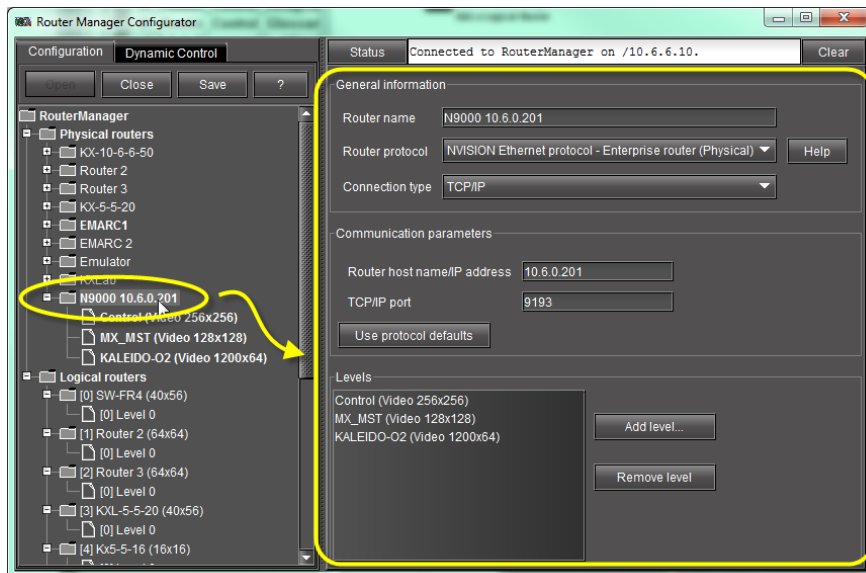 Router Manager Configurator
Configuration
Dynamic Control
Open
Close
Save
?
RouterManager
Physical routers
KX-10-6-6-50
Router 2
Router 3
KX-5-5-20
EMARC1
EMARC 2
Emulator
KXLab
N9000 10.6.0.201
Control (Video 256x256)
MX_MST (Video 128x128)
KALEIDO-O2 (Video 1200x64)
Logical routers
[0] SW-FR4 (40x56)
[0] Level 0
[1] Router 2 (64x64)
[0] Level 0
[2] Router 3 (64x64)
[0] Level 0
[3] KXL-5-5-20 (40x56)
[0] Level 0
[4] Kx5-5-16 (16x16)
Status
Connected to RouterManager on /10.6.6.10.
Clear
General information
Router name
N9000 10.6.0.201
Router protocol
NVISION Ethernet protocol - Enterprise router (Physical)
Help
Connection type
TCP/IP
Communication parameters
Router host name/IP address
10.6.0.201
TCP/IP port
9193
Use protocol defaults
Levels
Control (Video 256x256)
MX_MST (Video 128x128)
KALEIDO-O2 (Video 1200x64)
Add level...
Remove level